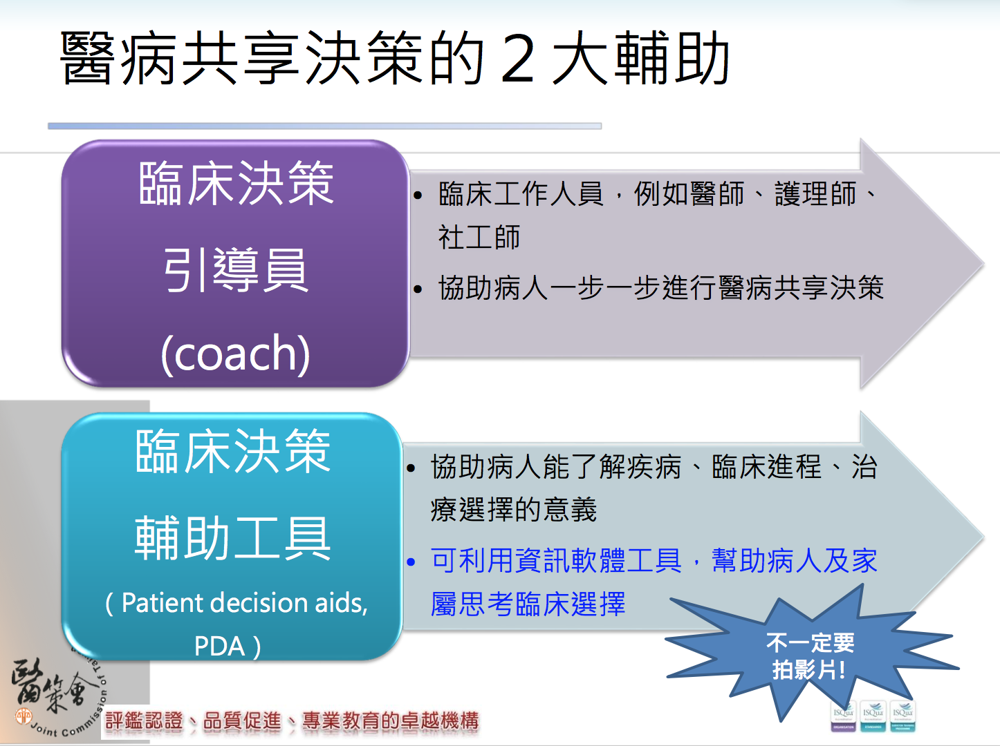 醫病共享決策的2大輔助
臨床決策
引導員
(coach)
• 臨床工作人員，例如醫師、護理師、
社工師
• 協助病人一步一步進行醫病共享決策
臨床決策
輔助工具
（Patient decision aids,
PDA）
• 協助病人能了解疾病、臨床進程、治
療選擇的意義
• 可利用資訊軟體工具，幫助病人及家
屬思考臨床選擇
不一定要
拍影片!
醫策會
Joint Commission of Taiwan
評鑑認證、品質促進、專業教育的卓越機構
ISQua
ISQua
ISQua